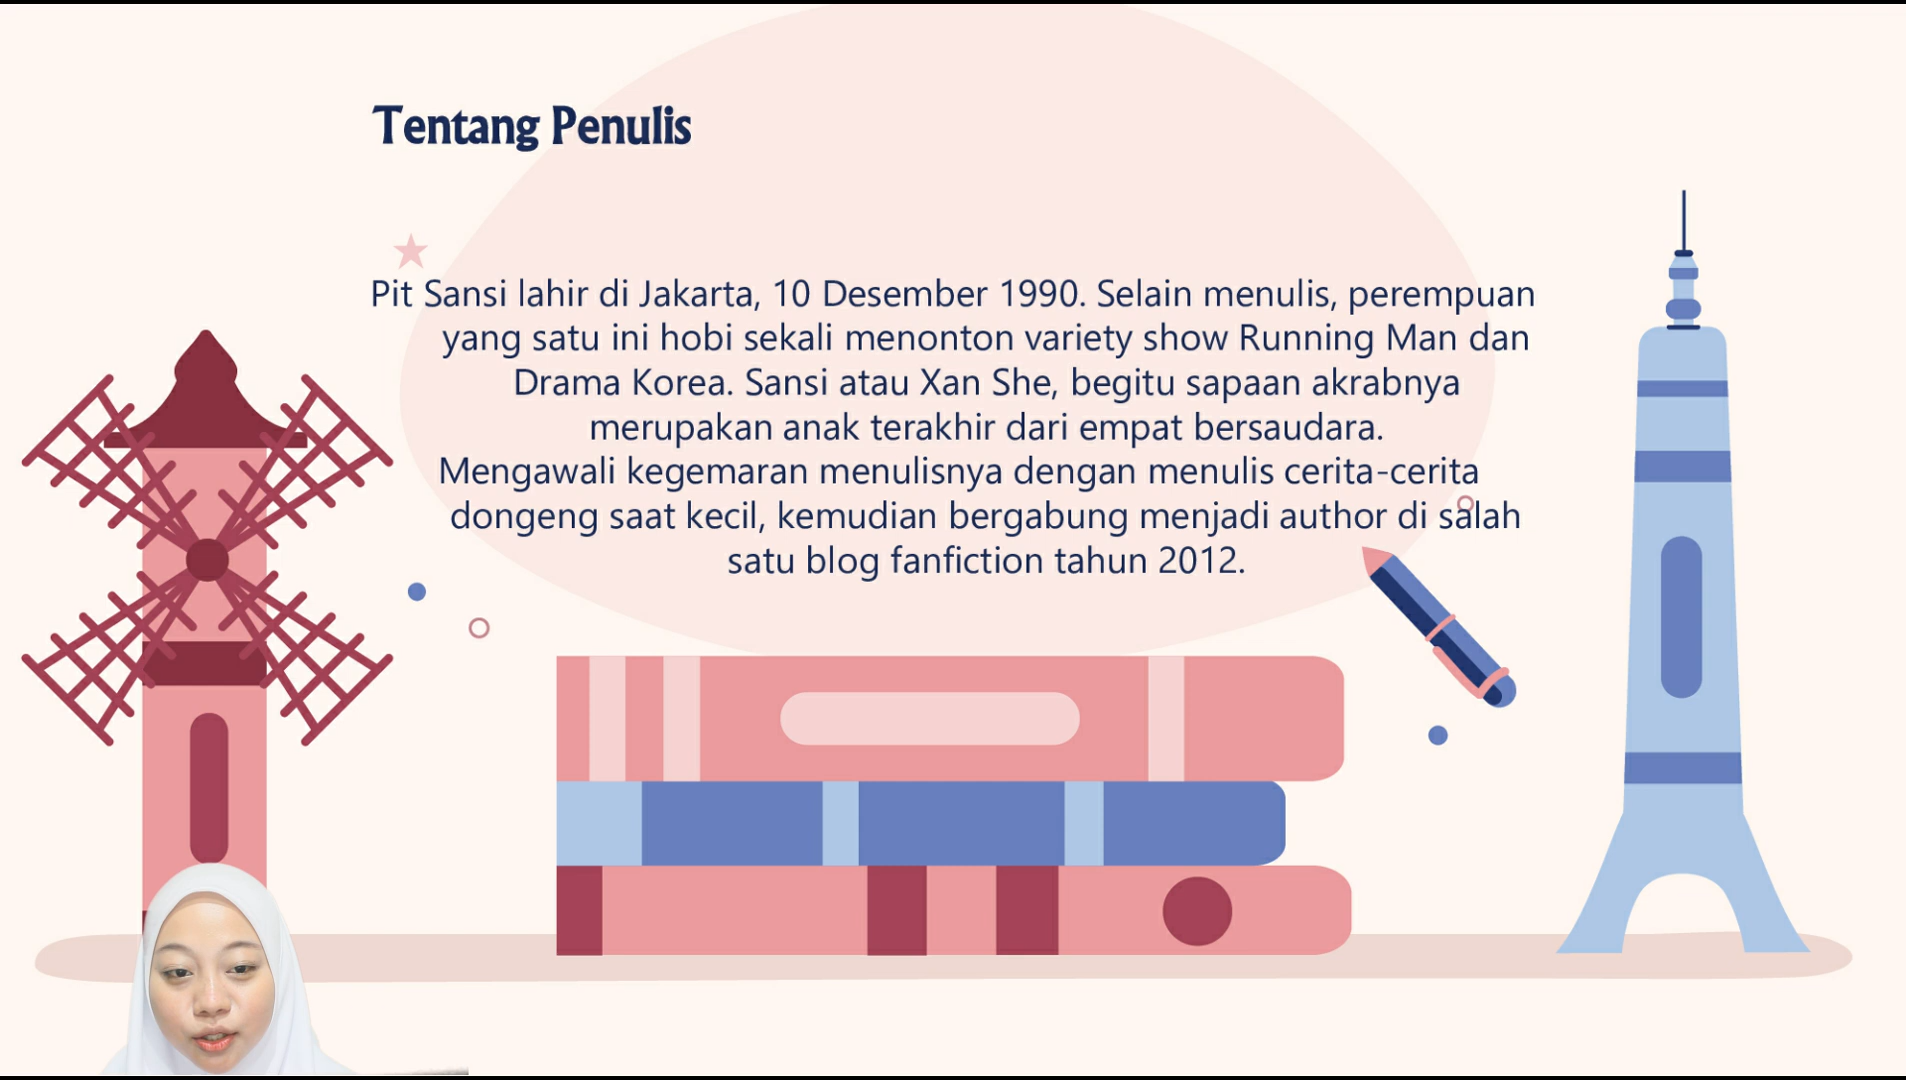 Tentang Penulis
Pit Sansi lahir di Jakarta, 10 Desember 1990. Selain menulis, perempuan
yang satu ini hobi sekali menonton variety show Running Man dan
Drama Korea. Sansi atau Xan She, begitu sapaan akrabnya
merupakan anak terakhir dari empat bersaudara.
Mengawali kegemaran menulisnya dengan menulis cerita-cerita
dongeng saat kecil, kemudian bergabung menjadi author di salah
satu blog fanfiction tahun 2012.